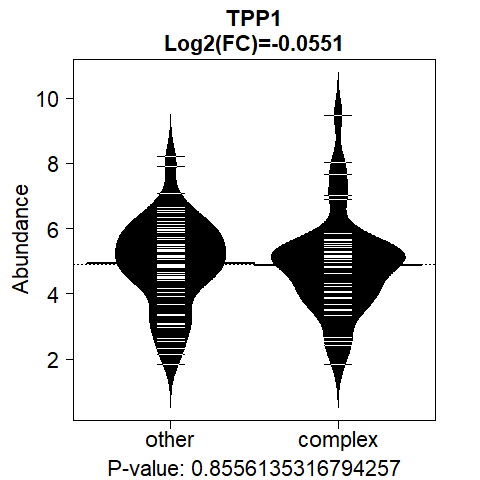 TPP1
Log2(FC)=-0.0551
Abundance
10
8
6
4
2
other complex
P-value: 0.8556135316794257